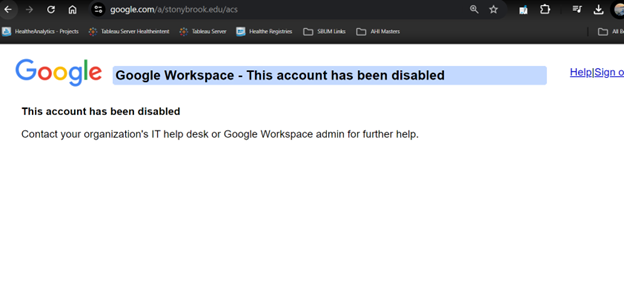 google.com/a/stonybrook.edu/acs
HealtheAnalytics - Projects Tableau Server Healtheintent Tableau Server Healthe Registries SBUM Links AHI Masters All B
Google Google Workspace - This account has been disabled Help|Sign o
This account has been disabled
Contact your organization's IT help desk or Google Workspace admin for further help.